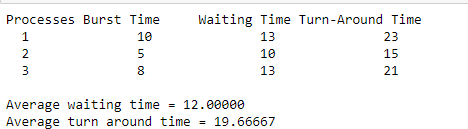 Processes Burst Time Waiting Time Turn-Around Time
1 10 13 23
2 5 10 15
3 8 13 21
Average waiting time = 12.00000
Average turn around time = 19.66667